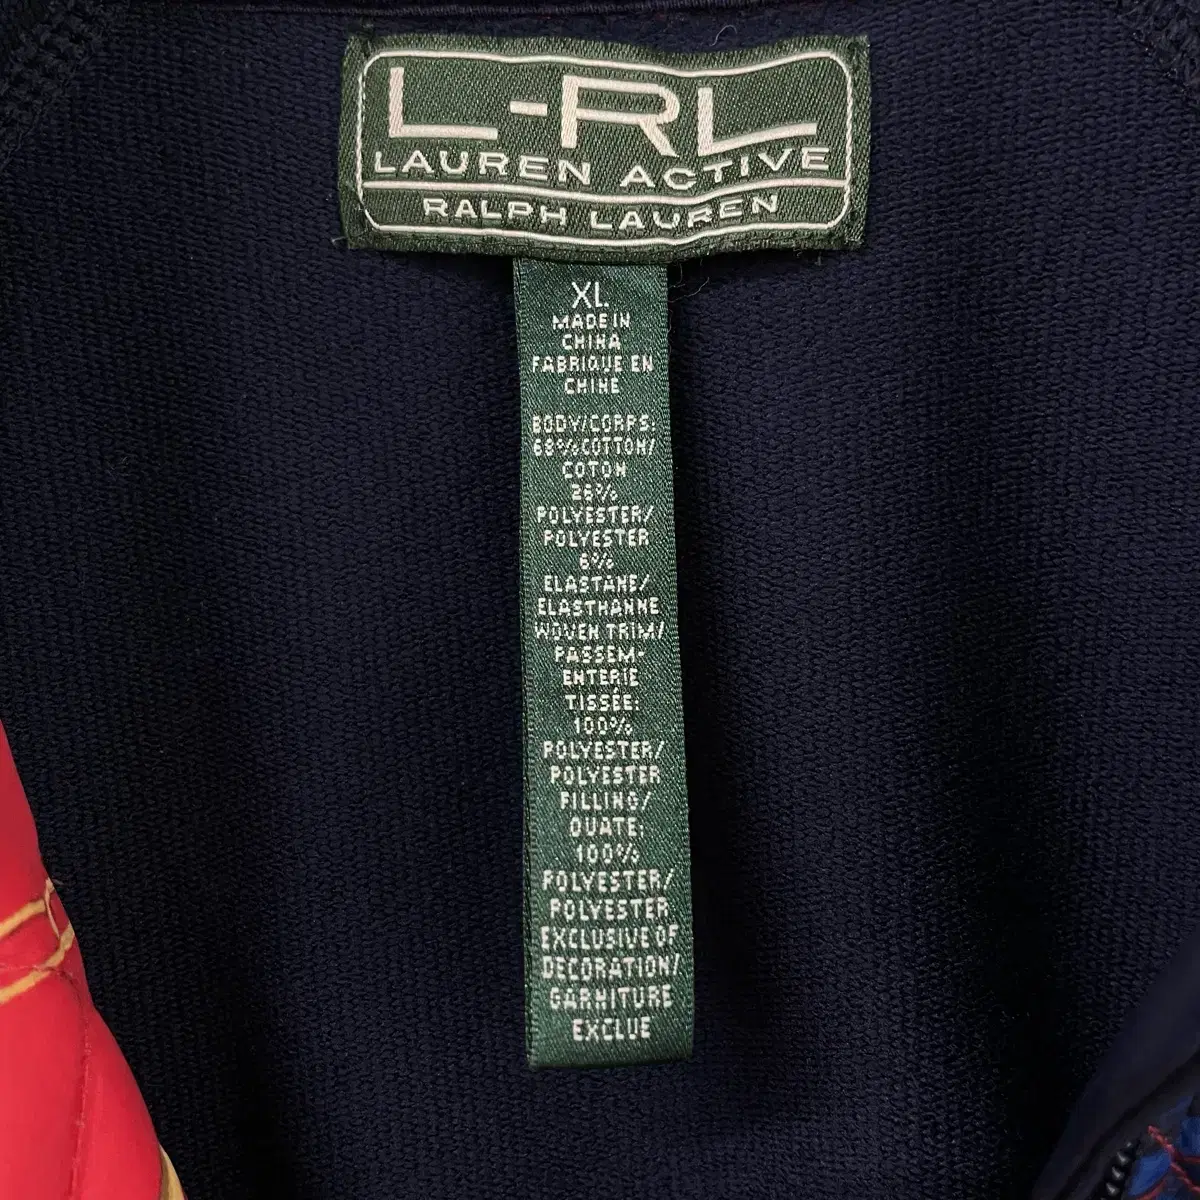 L-RL
LAUREN ACTIVE
RALPH LAUREN
XL
MADE IN
CHINA
FABRIQUE EN
CHINE
BODY/CORPS:
68%COTTON/
COTON
26%
POLYESTER/
POLYESTER
6%
ELASTANE/
ELASTHANNE
WOVEN TRIM/
PASSEM-
ENTERIE
TISSÉE:
100%
POLYESTER/
POLYESTER
FILLING/
OUATE:
100%
POLYESTER/
POLYESTER
EXCLUSIVE OF
DECORATION/
GARNITURE
EXCLUE